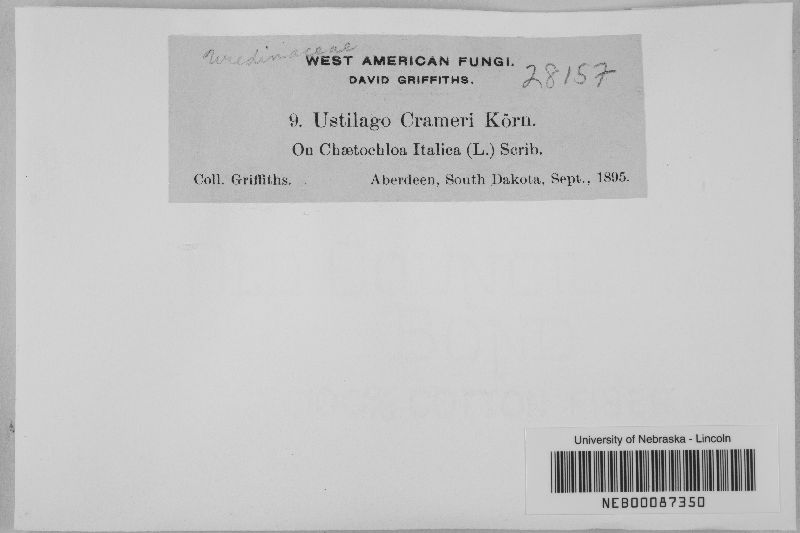 Uredinaceae
WEST AMERICAN FUNGI.
DAVID GRIFFITHS.
28157
9. Ustilago Crameri Körn.
On Chætochloa Italica (L.) Scrib.
Coll. Griffiths. Aberdeen, South Dakota, Sept., 1895.
University of Nebraska - Lincoln
NEB00087350